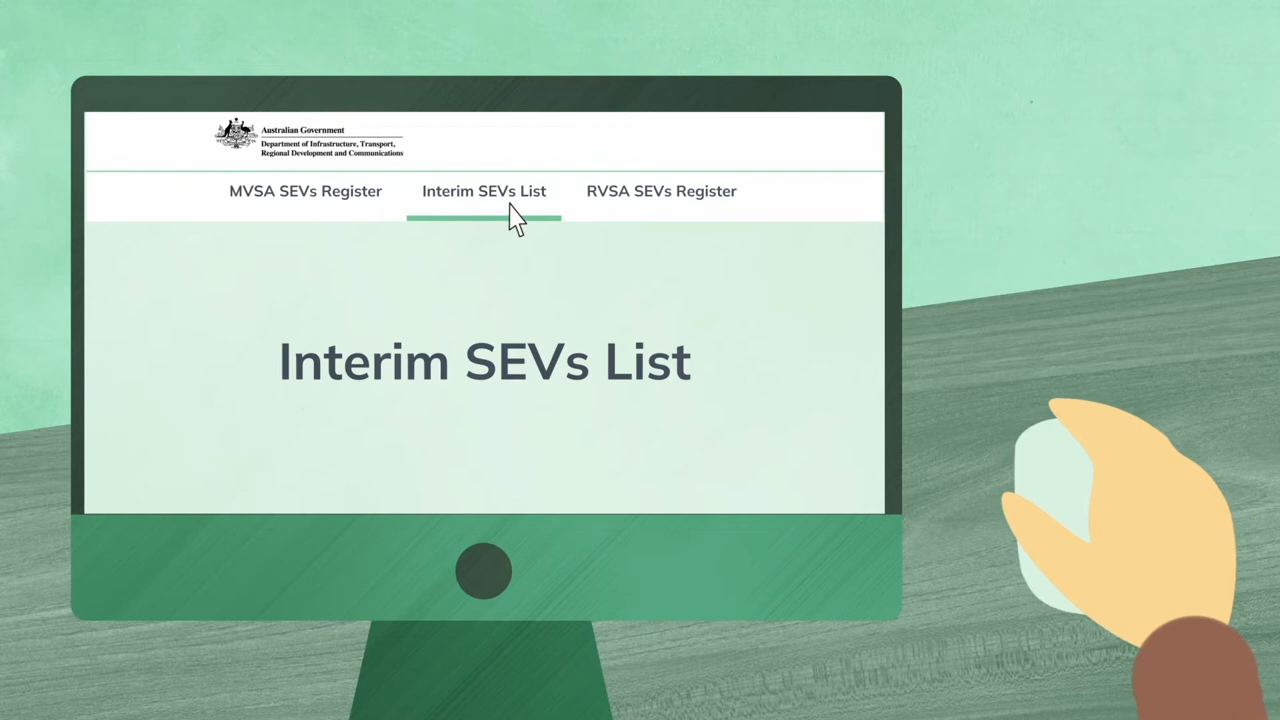 Australian Government
Department of Infrastructure, Transport,
Regional Development and Communications
MVSA SEVs Register Interim SEVs List RVSA SEVs Register
Interim SEVs List